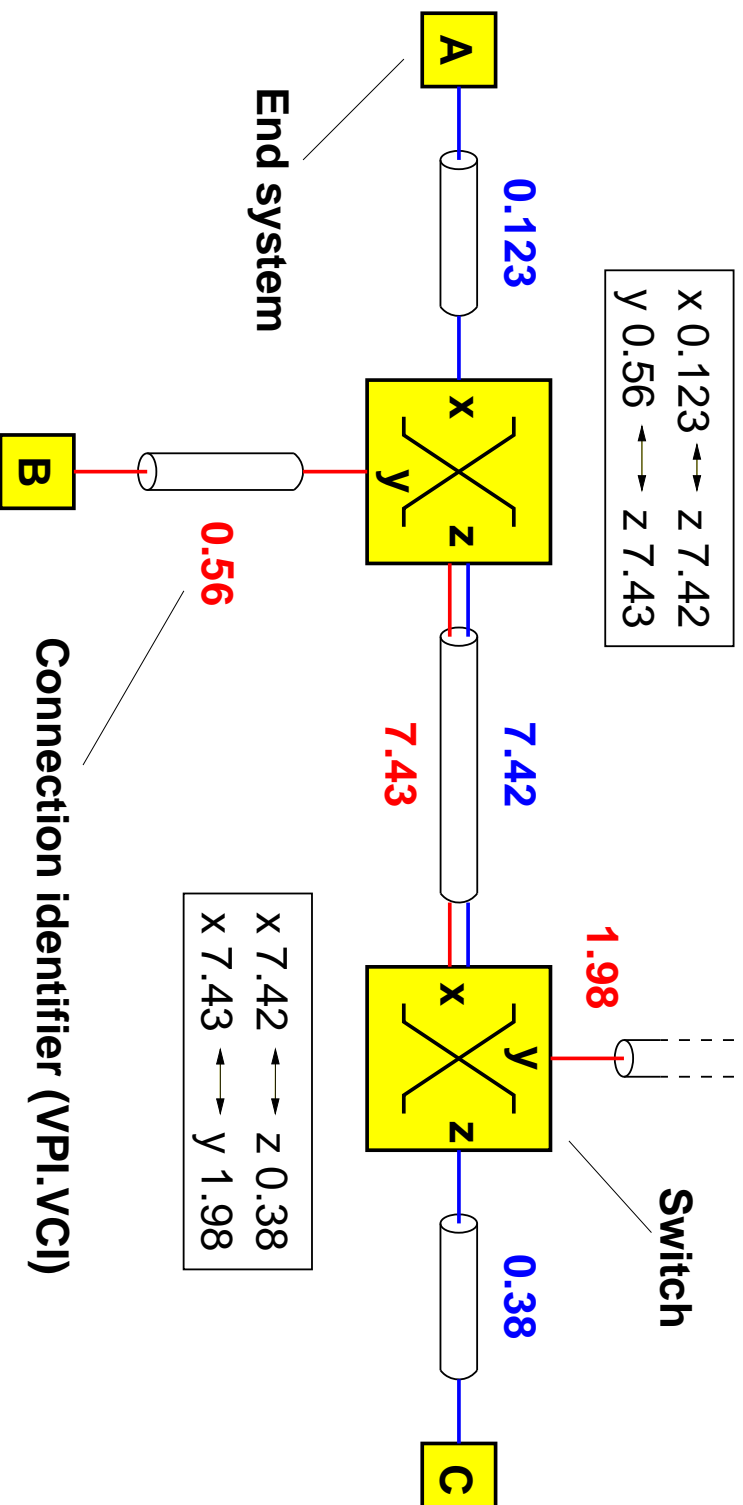 x 0.123 ↔ z 7.42
y 0.56 ↔ z 7.43
1.98
Switch
A
0.123
x
y
z
7.42
7.43
x
y
z
0.38
C
End system
0.56
B
x 7.42 ↔ z 0.38
x 7.43 ↔ y 1.98
Connection identifier (VPI.VCI)